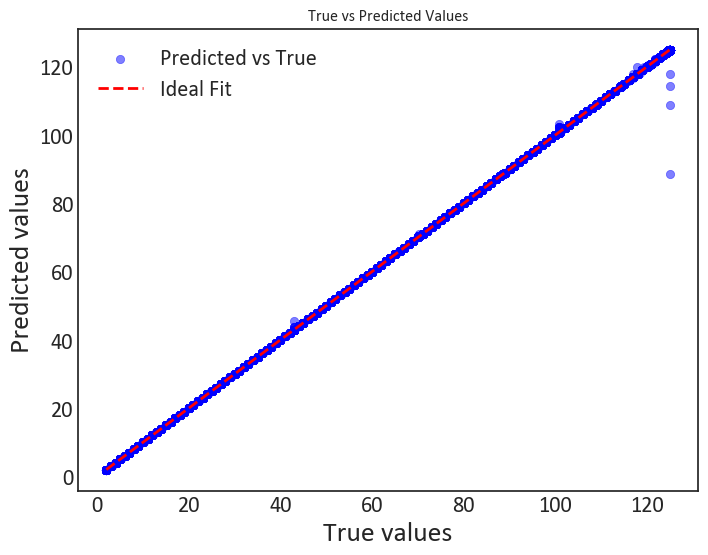 True vs Predicted Values
Predicted vs True
Ideal Fit
120
100
80
60
40
20
0
Predicted values
0 20 40 60 80 100 120
True values